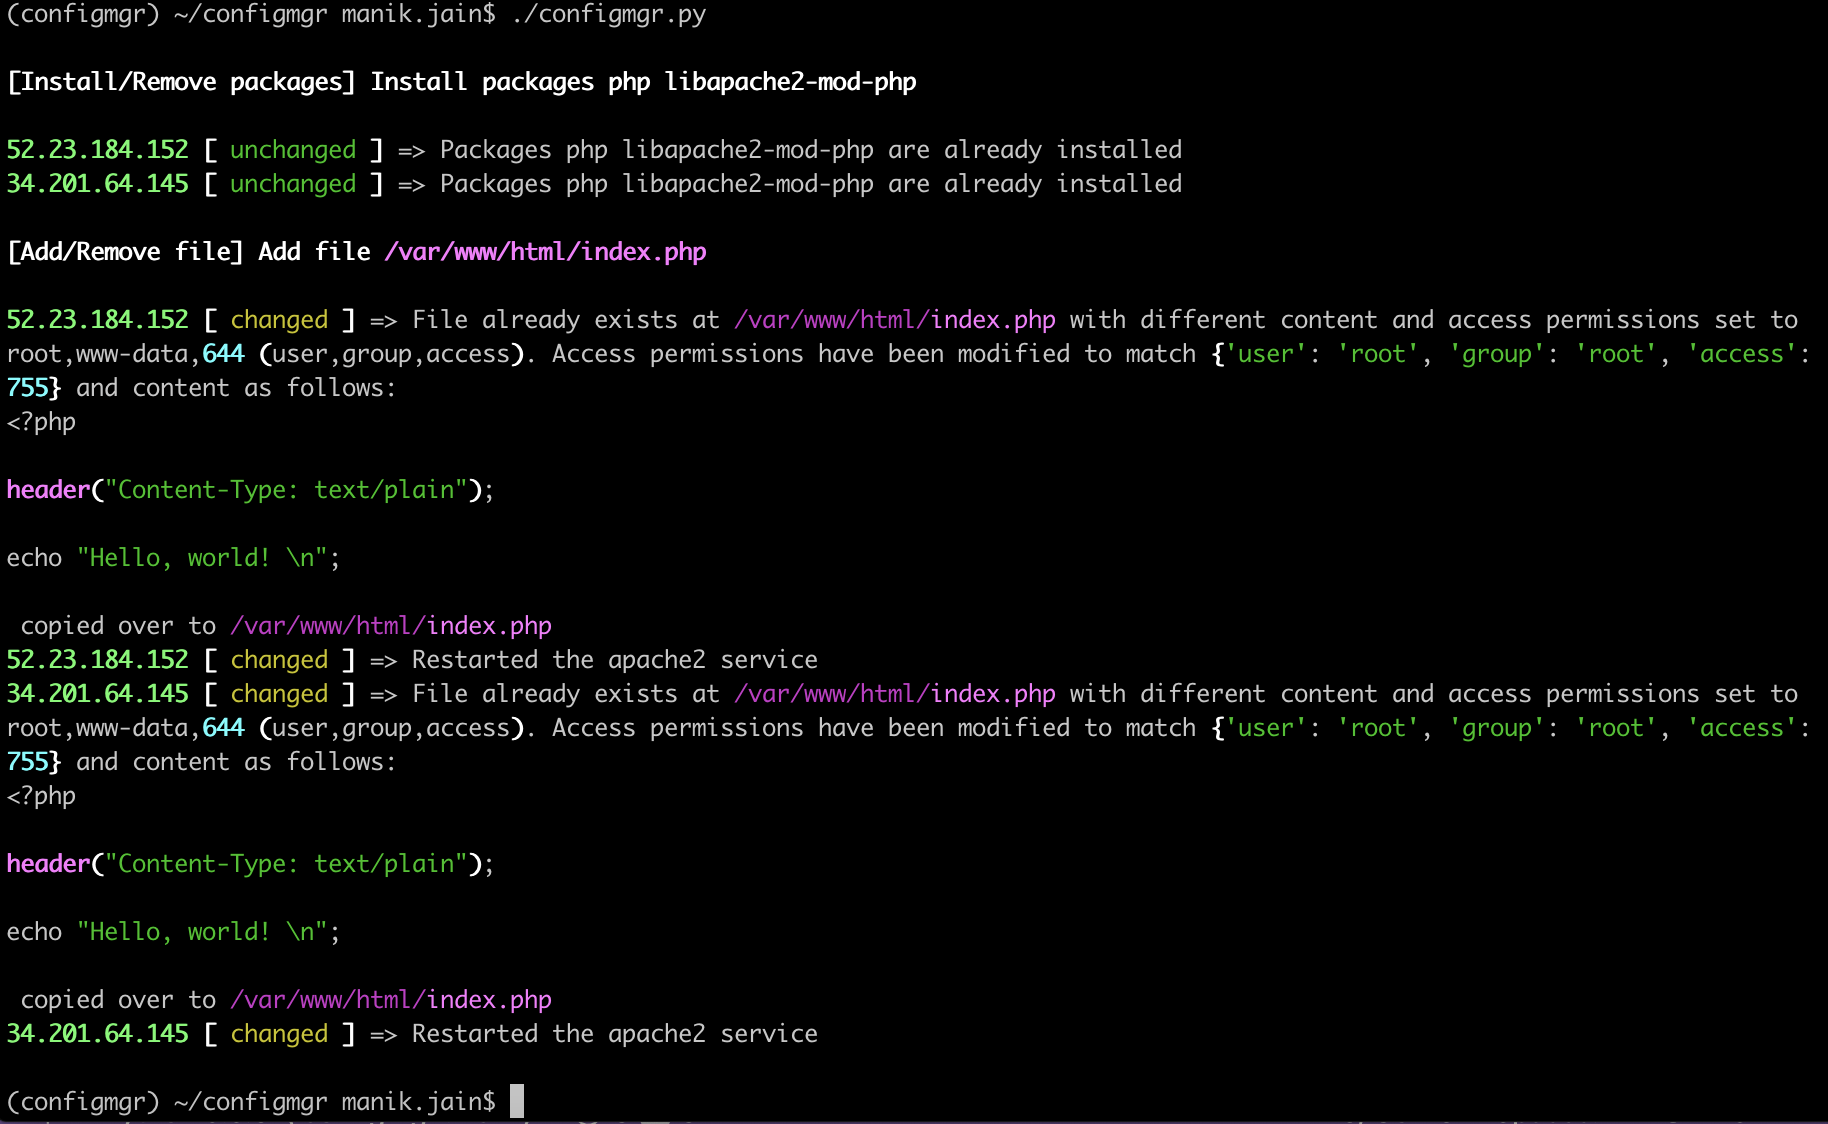 (configmgr) ~/configmgr manik.jain$ ./configmgr.py
[Install/Remove packages] Install packages php libapache2-mod-php
52.23.184.152 [ unchanged ] => Packages php libapache2-mod-php are already installed
34.201.64.145 [ unchanged ] => Packages php libapache2-mod-php are already installed
[Add/Remove file] Add file /var/www/html/index.php
52.23.184.152 [ changed ] => File already exists at /var/www/html/index.php with different content and access permissions set to
root,www-data,644 (user,group,access). Access permissions have been modified to match {'user': 'root', 'group': 'root', 'access':
755} and content as follows:
<?php
header("Content-Type: text/plain");
echo "Hello, world! \n";
copied over to /var/www/html/index.php
52.23.184.152 [ changed ] => Restarted the apache2 service
34.201.64.145 [ changed ] => File already exists at /var/www/html/index.php with different content and access permissions set to
root,www-data,644 (user,group,access). Access permissions have been modified to match {'user': 'root', 'group': 'root', 'access':
755} and content as follows:
<?php
header("Content-Type: text/plain");
echo "Hello, world! \n";
copied over to /var/www/html/index.php
34.201.64.145 [ changed ] => Restarted the apache2 service
(configmgr) ~/configmgr manik.jain$